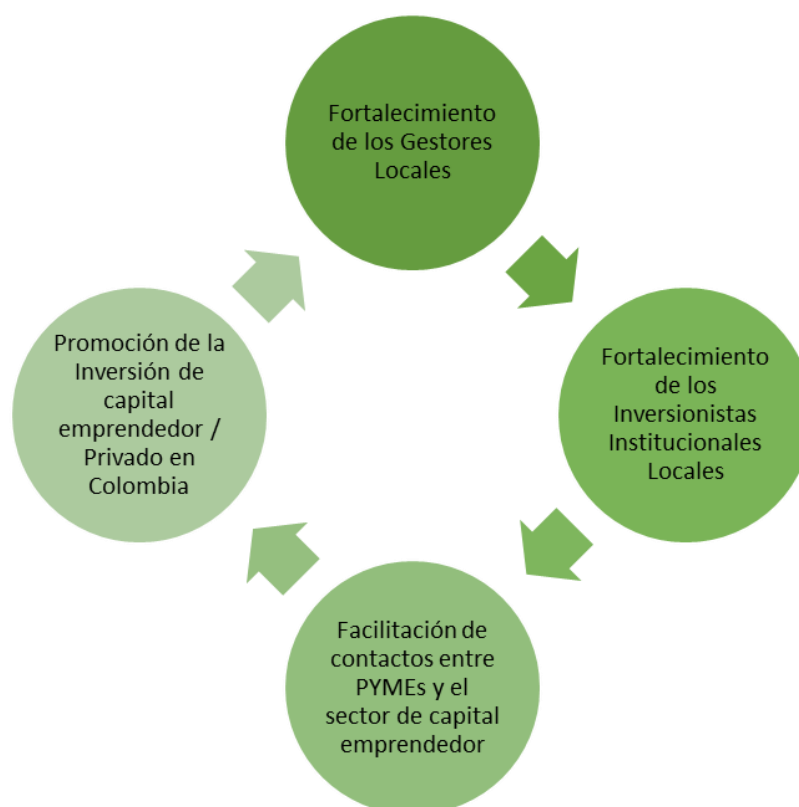 Fortalecimiento
de los Gestores
Locales
Fortalecimiento
de los
Inversionistas
Institucionales
Locales
Facilitación de
contactos entre
PYMEs y el
sector de capital
emprendedor
Promoción de la
Inversión de
capital
emprendedor /
Privado en
Colombia